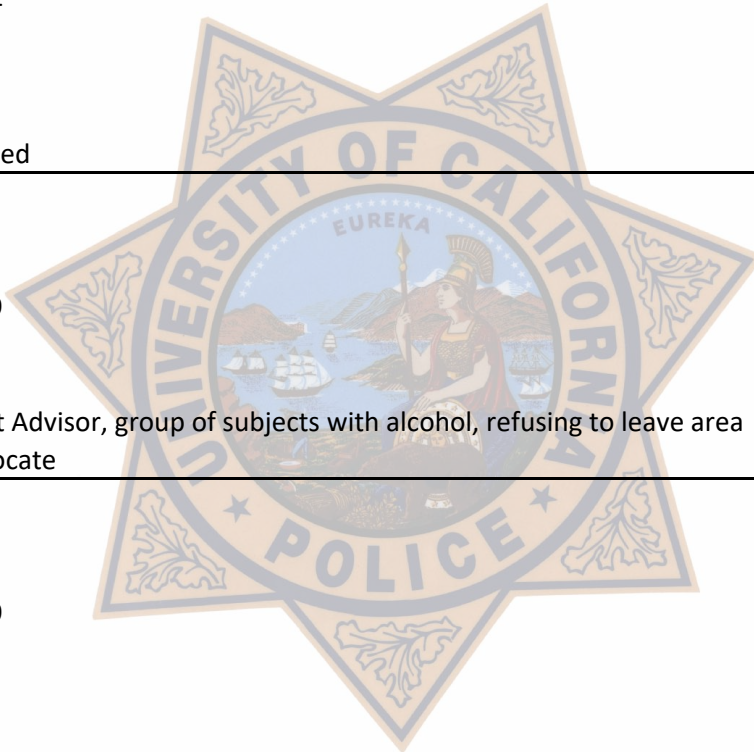 ed
UNIVERSITY OF CALIFORNIA
EUREKA
)
t Advisor, group of subjects with alcohol, refusing to leave area
ocate
POLICE
)